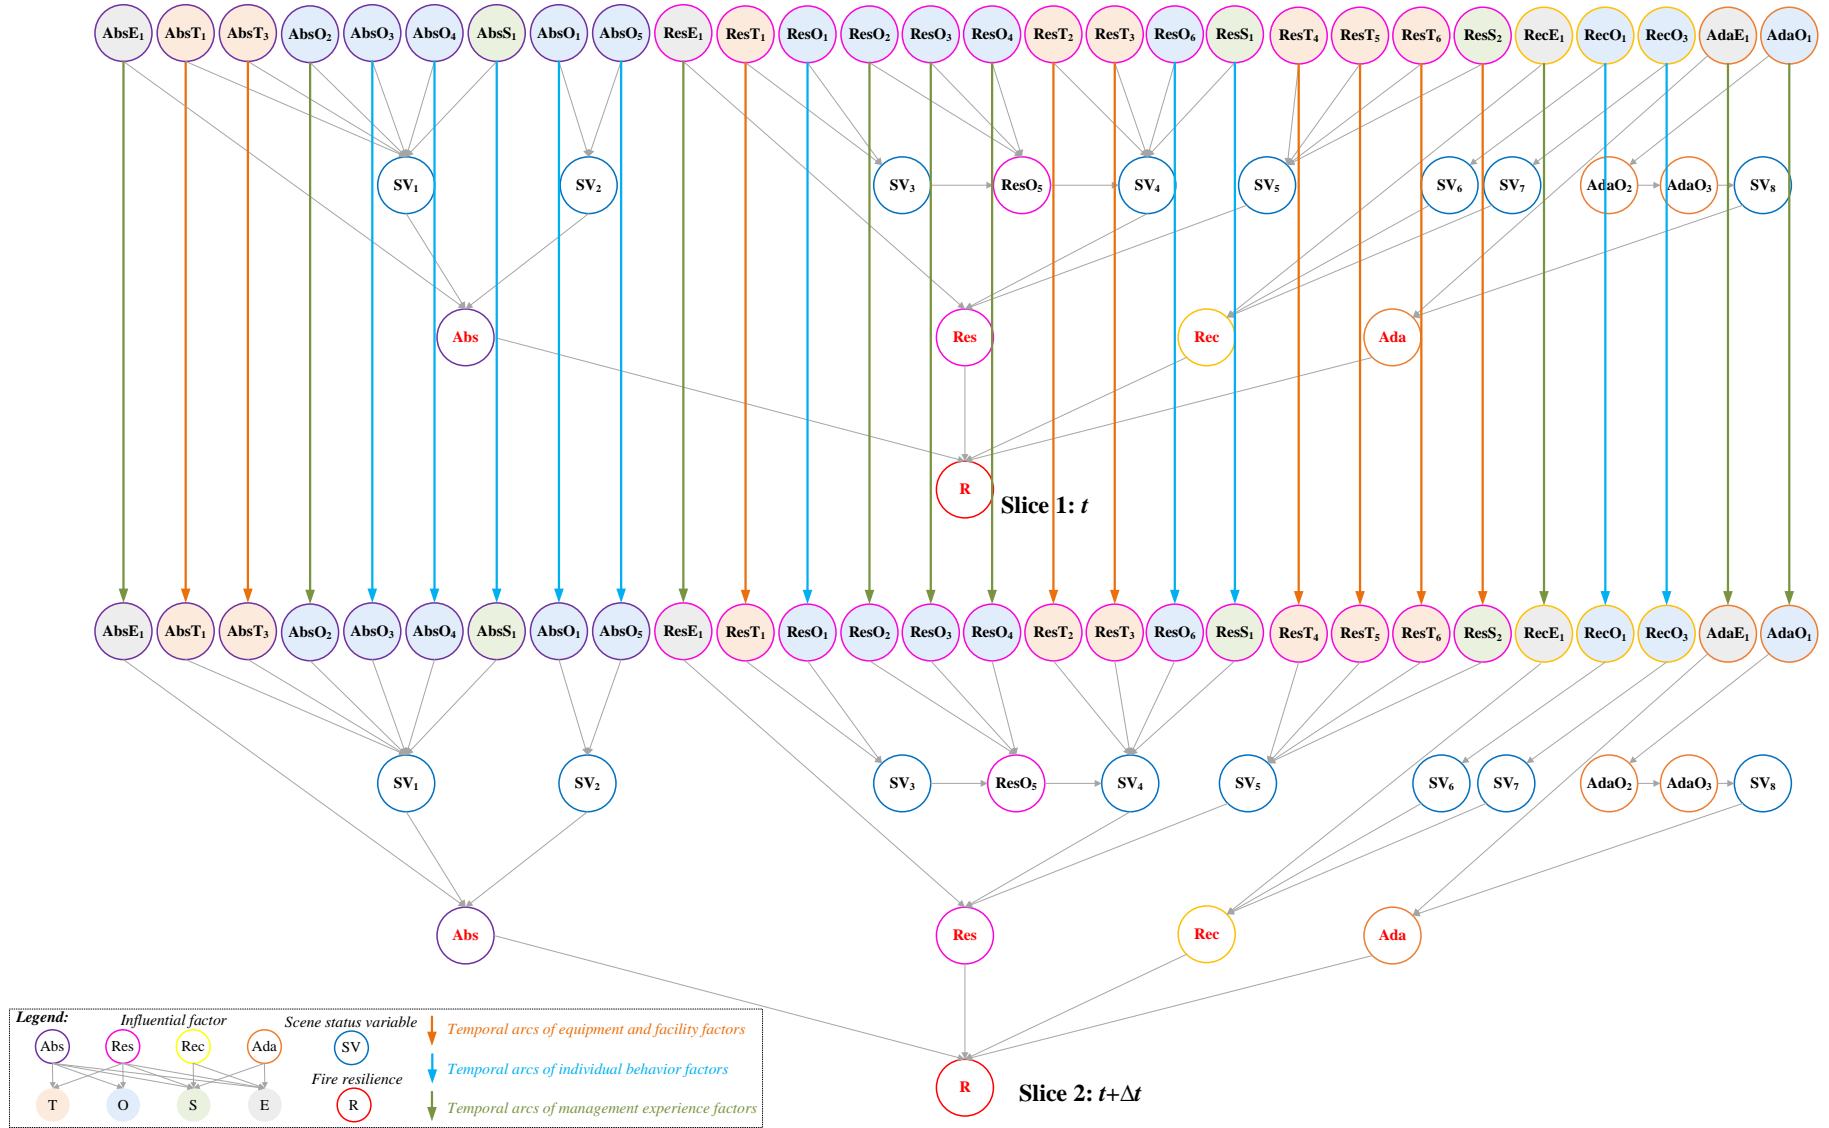 AbsE₁ AbsT₁ AbsT₃ AbsO₂ AbsO₃ AbsO₄ AbsS₁ AbsO₁ AbsO₅ ResE₁ ResT₁ ResO₁ ResO₂ ResO₃ ResO₄ ResT₂ ResT₃ ResO₆ ResS₁ ResT₄ ResT₅ ResT₆ ResS₂ RecE₁ RecO₁ RecO₃ AdaE₁ AdaO₁
SV₁ SV₂ SV₃ ResO₅ SV₄ SV₅ SV₆ SV₇ AdaO₂ AdaO₃ SV₈
Abs Res Rec Ada
R
Slice 1: t
AbsE₁ AbsT₁ AbsT₃ AbsO₂ AbsO₃ AbsO₄ AbsS₁ AbsO₁ AbsO₅ ResE₁ ResT₁ ResO₁ ResO₂ ResO₃ ResO₄ ResT₂ ResT₃ ResO₆ ResS₁ ResT₄ ResT₅ ResT₆ ResS₂ RecE₁ RecO₁ RecO₃ AdaE₁ AdaO₁
SV₁ SV₂ SV₃ ResO₅ SV₄ SV₅ SV₆ SV₇ AdaO₂ AdaO₃ SV₈
Abs Res Rec Ada
R
Slice 2: t+Δt
Legend:
Influential factor
Abs Res Rec Ada
T O S E
Scene status variable
SV
Fire resilience
R
Temporal arcs of equipment and facility factors
Temporal arcs of individual behavior factors
Temporal arcs of management experience factors